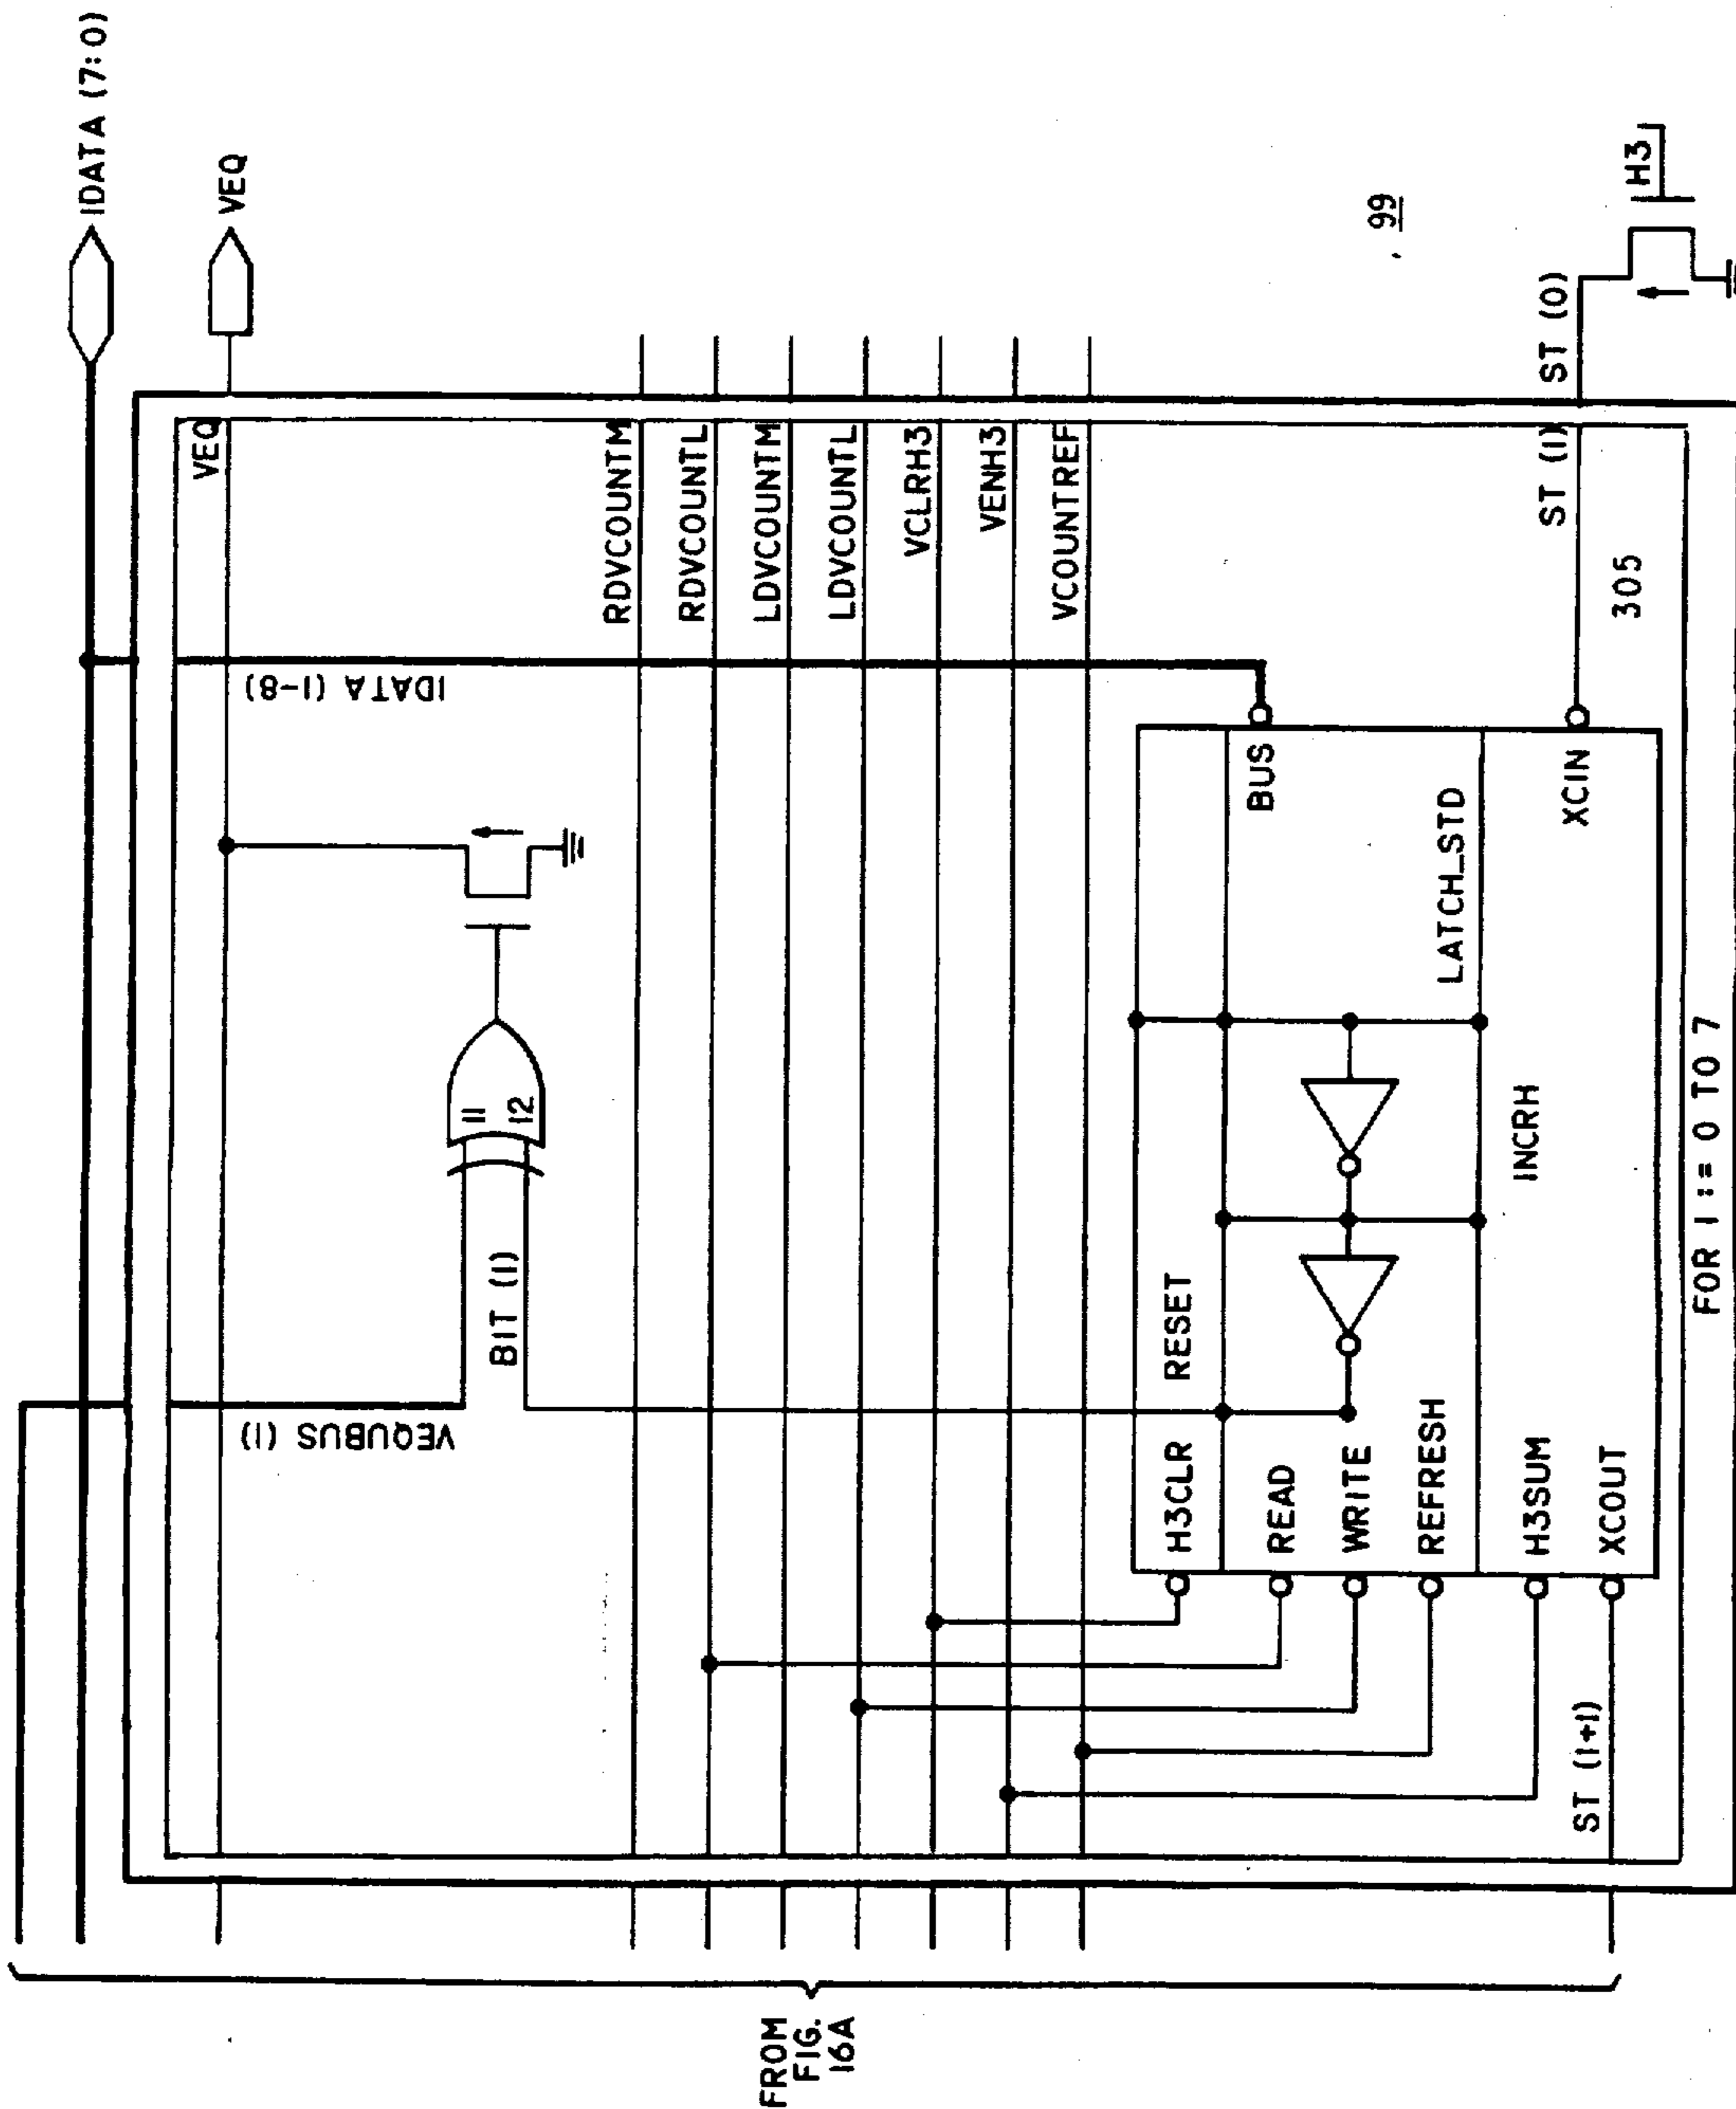 IDATA (7:0)
VEQ
VEQ
IDATA (I-8)
VEQUBUS (I)
I1
I2
BIT (I)
RDVCOUNTM
RDVCOUNTL
LDVCOUNTM
LDVCOUNTL
VCLRH3
VENH3
VCOUNTREF
FROM
FIG.
16A
H3CLR
RESET
READ
BUS
WRITE
REFRESH
LATCH_STD
H3SUM
INCRH
XCOUT
XCIN
ST (I+1)
ST (I)
ST (0)
H3
305
99
FOR I := 0 TO 7